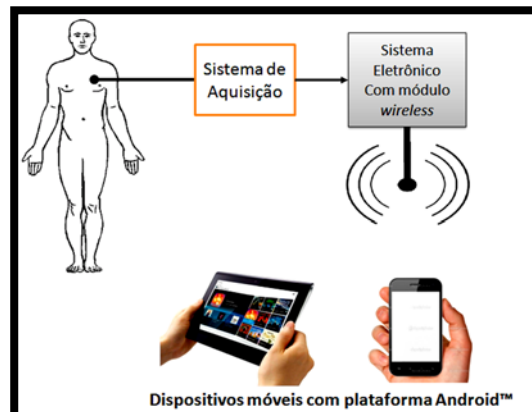 Sistema de
Aquisição
Sistema
Eletrônico
Com módulo
wireless
Dispositivos móveis com plataforma Android™